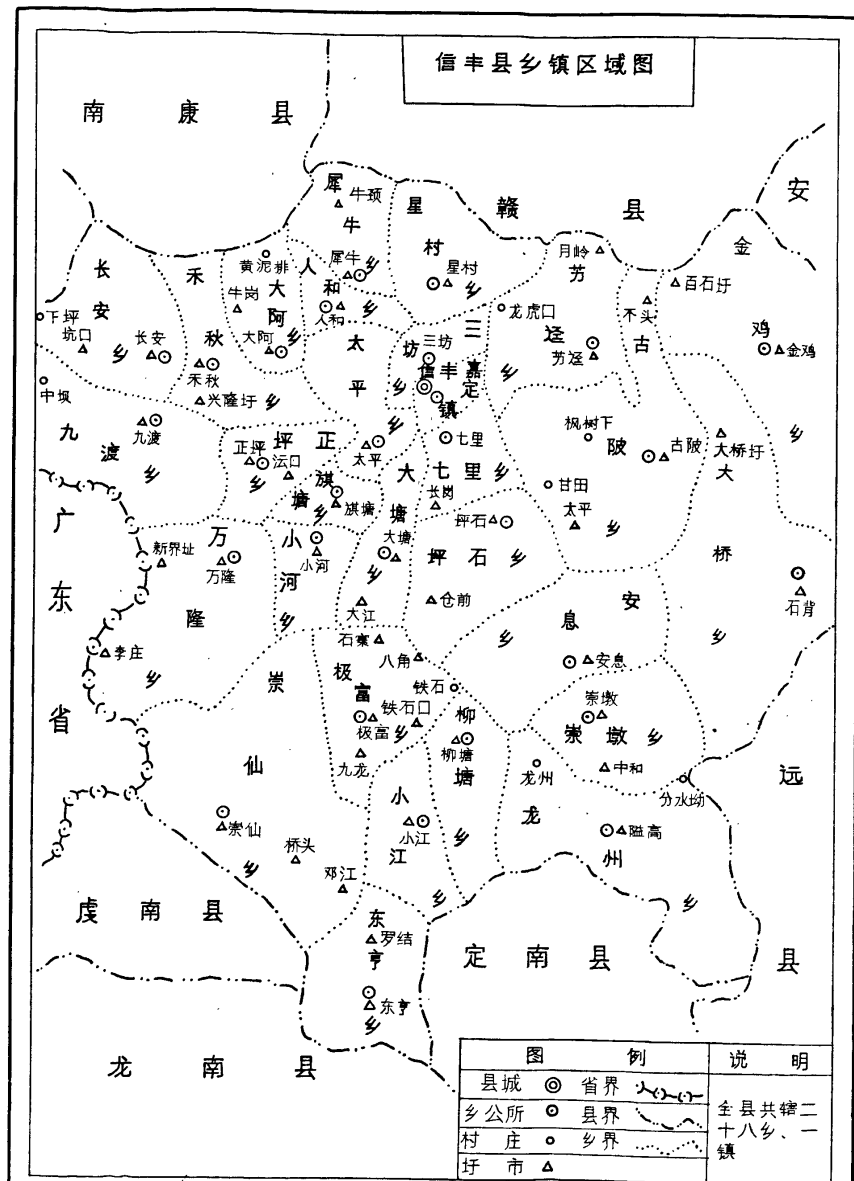 信丰县乡镇区域图
南康县
赣县
安远县
定南县
龙南县
虔南县
广东省
犀牛乡
牛颈
犀牛
星村乡
星村
人和乡
人和
大阿乡
黄泥排
牛岗
大阿
禾秋乡
禾秋
兴隆圩
长安乡
下坪
坑口
长安
中坝
九渡乡
九渡
太平乡
太平
三坊乡
三坊
信丰
嘉定镇
龙虎口
芳迳乡
月岭
芳迳
古陂乡
不头
枫树下
古陂
甘田
太平
金鸡乡
百石圩
金鸡
大桥乡
大桥圩
石背
七里乡
七里
长岗
正坪乡
正坪
沄口
旗塘乡
旗塘
大塘乡
大塘
大江
坪石乡
坪石
仓前
小河乡
小河
万隆乡
新界址
万隆
李庄
安息乡
安息
崇墩乡
崇墩
中和
极富乡
石寨
八角
铁石口
极富
九龙
柳塘乡
铁石
柳塘
龙州乡
龙州
分水坳
隘高
崇仙乡
崇仙
桥头
邓江
小江乡
小江
东亨乡
罗结
东亨
图例
说明
县城
省界
乡公所
县界
村庄
乡界
圩市
全县共辖二
十八乡、一
镇